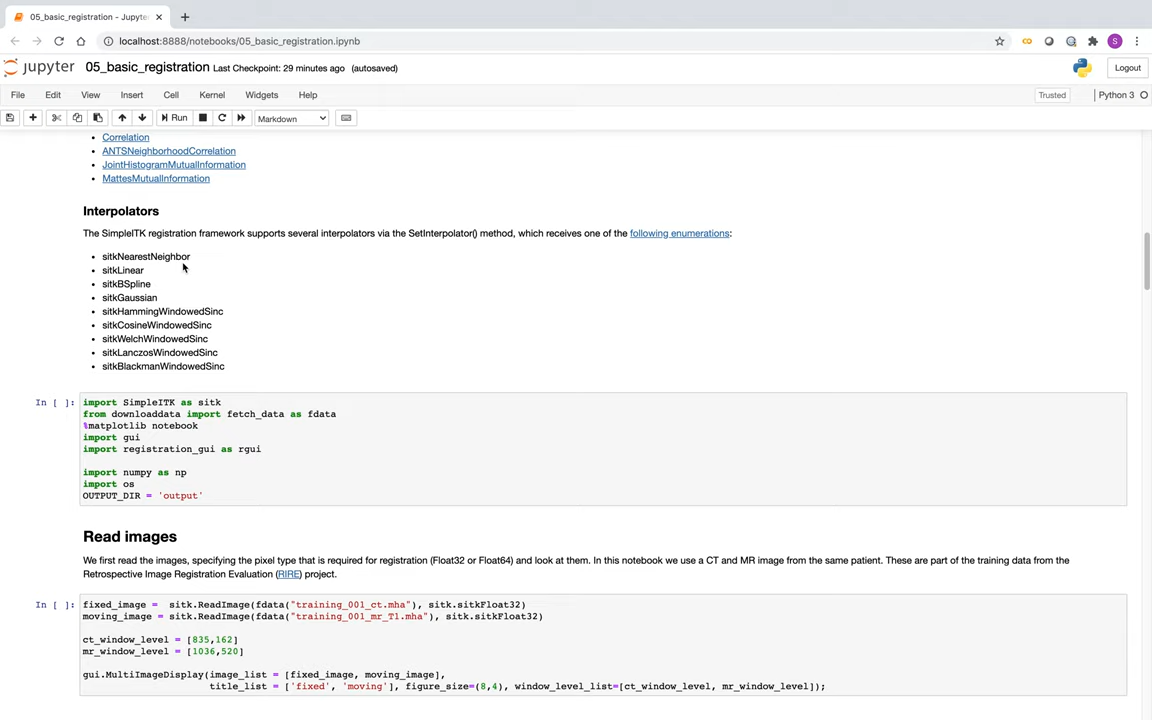 05_basic_registration - Jupyte
localhost:8888/notebooks/05_basic_registration.ipynb
S
jupyter 05_basic_registration Last Checkpoint: 29 minutes ago (autosaved)
Logout
File Edit View Insert Cell Kernel Widgets Help
Trusted Python 3
Run Markdown
Correlation
ANTSNeighborhoodCorrelation
JointHistogramMutualInformation
MattesMutualInformation
Interpolators
The SimpleITK registration framework supports several interpolators via the SetInterpolator() method, which receives one of the following enumerations:
sitkNearestNeighbor
sitkLinear
sitkBSpline
sitkGaussian
sitkHammingWindowedSinc
sitkCosineWindowedSinc
sitkWelchWindowedSinc
sitkLanczosWindowedSinc
sitkBlackmanWindowedSinc
In [ ]: import SimpleITK as sitk
from downloaddata import fetch_data as fdata
%matplotlib notebook
import gui
import registration_gui as rgui
import numpy as np
import os
OUTPUT_DIR = 'output'
Read images
We first read the images, specifying the pixel type that is required for registration (Float32 or Float64) and look at them. In this notebook we use a CT and MR image from the same patient. These are part of the training data from the
Retrospective Image Registration Evaluation (RIRE) project.
In [ ]: fixed_image = sitk.ReadImage(fdata("training_001_ct.mha"), sitk.sitkFloat32)
moving_image = sitk.ReadImage(fdata("training_001_mr_T1.mha"), sitk.sitkFloat32)
ct_window_level = [835,162]
mr_window_level = [1036,520]
gui.MultiImageDisplay(image_list = [fixed_image, moving_image],
title_list = ['fixed', 'moving'], figure_size=(8,4), window_level_list=[ct_window_level, mr_window_level]);